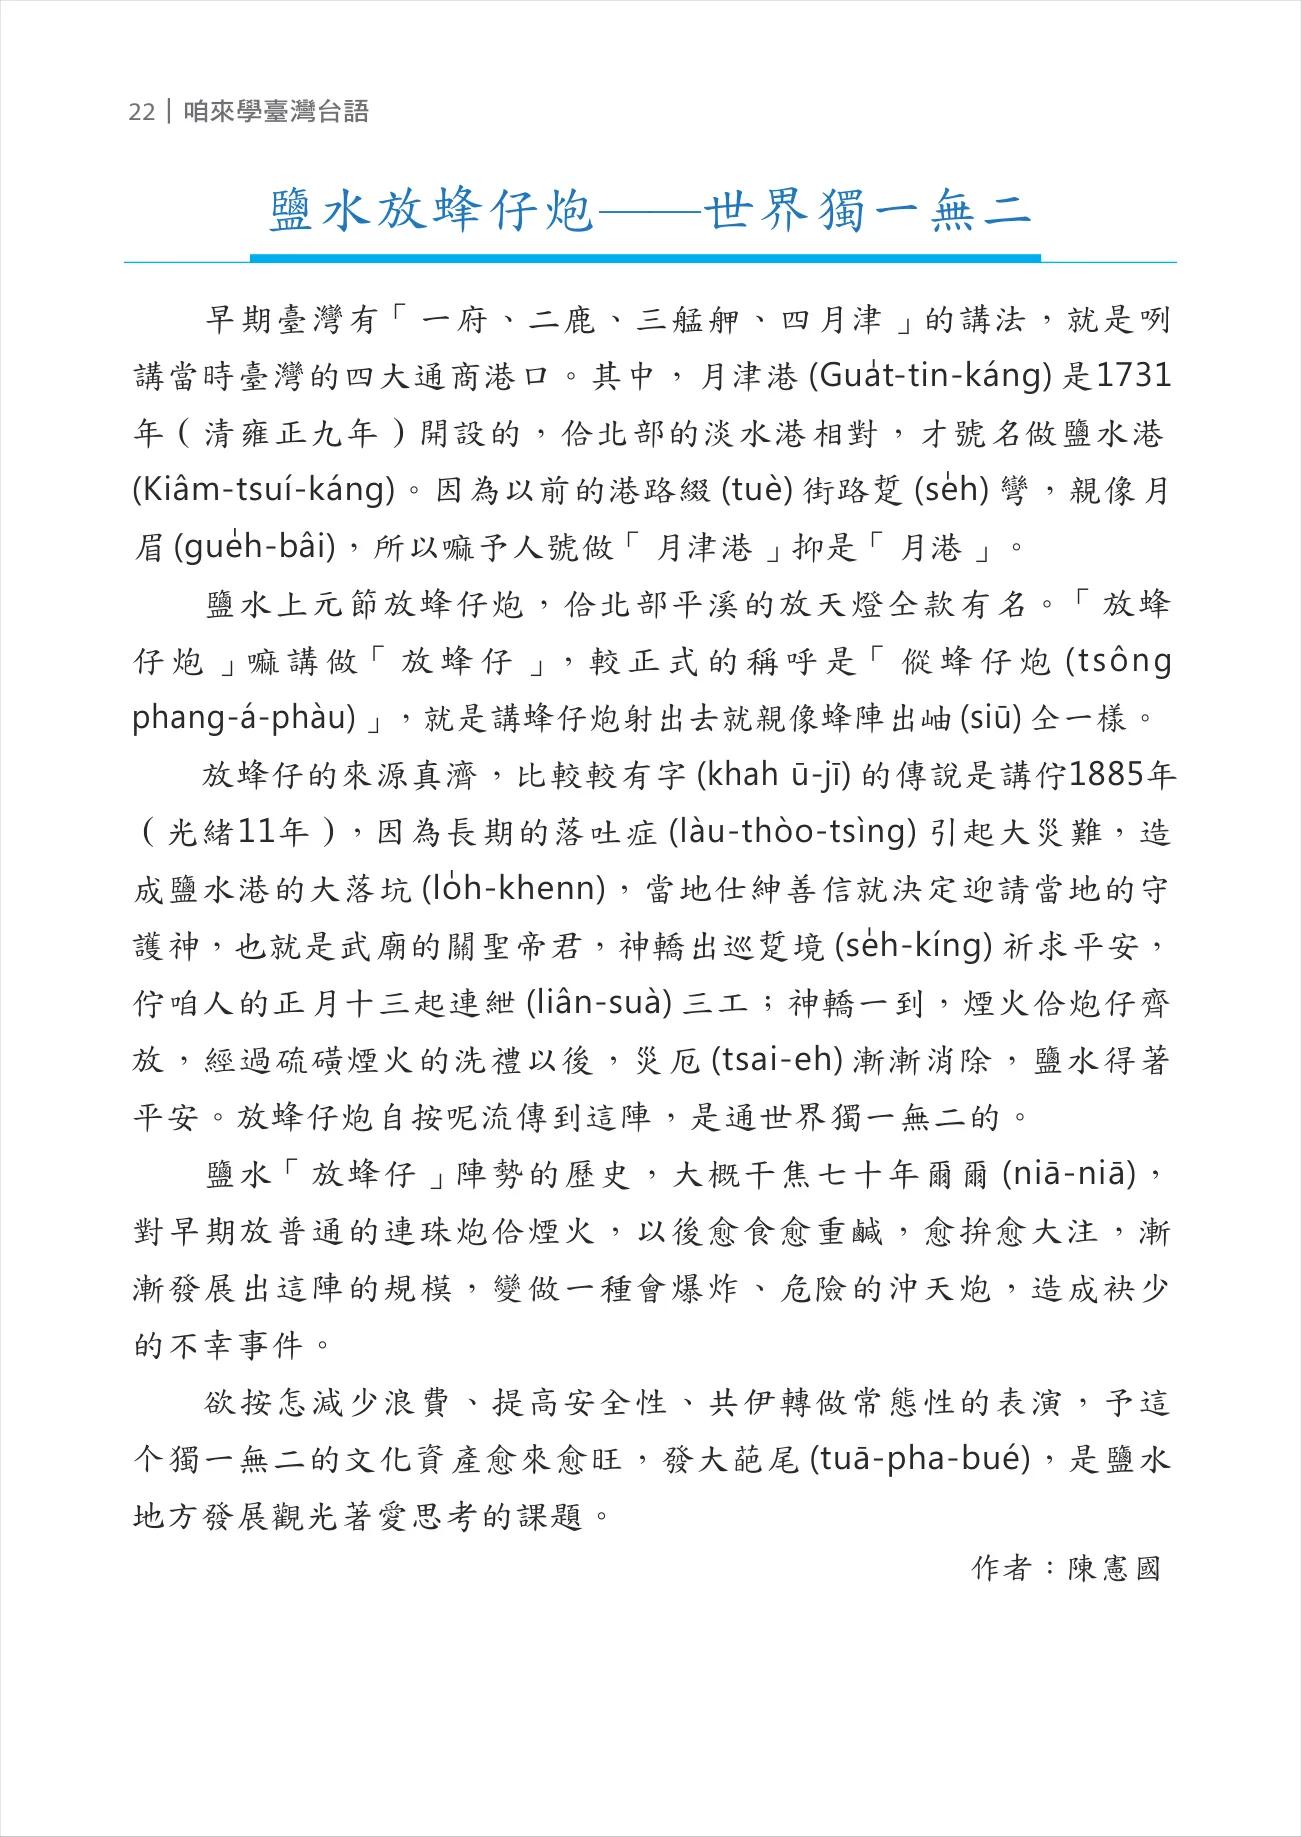 22｜咱來學臺灣台語
鹽水放蜂仔炮——世界獨一無二
早期臺灣有「一府、二鹿、三艋舺、四月津」的講法，就是咧
講當時臺灣的四大通商港口。其中，月津港 (Gua̍t-tin-káng) 是1731
年（清雍正九年）開設的，佮北部的淡水港相對，才號名做鹽水港
(Kiâm-tsuí-káng)。因為以前的港路綴 (tuè) 街路踅 (se̍h) 彎，親像月
眉 (gue̍h-bâi)，所以嘛予人號做「月津港」抑是「月港」。
鹽水上元節放蜂仔炮，佮北部平溪的放天燈仝款有名。「放蜂
仔炮」嘛講做「放蜂仔」，較正式的稱呼是「傱蜂仔炮 (tsông
phang-á-phàu)」，就是講蜂仔炮射出去就親像蜂陣出岫 (siū) 仝一樣。
放蜂仔的來源真濟，比較較有字 (khah ū-jī) 的傳說是講佇1885年
（光緒11年），因為長期的落吐症 (làu-thòo-tsìng) 引起大災難，造
成鹽水港的大落坑 (lo̍h-khenn)，當地仕紳善信就決定迎請當地的守
護神，也就是武廟的關聖帝君，神轎出巡踅境 (se̍h-kíng) 祈求平安，
佇咱人的正月十三起連紲 (liân-suà) 三工；神轎一到，煙火佮炮仔齊
放，經過硫磺煙火的洗禮以後，災厄 (tsai-eh) 漸漸消除，鹽水得著
平安。放蜂仔炮自按呢流傳到這陣，是通世界獨一無二的。
鹽水「放蜂仔」陣勢的歷史，大概干焦七十年爾爾 (niā-niā)，
對早期放普通的連珠炮佮煙火，以後愈食愈重鹹，愈拚愈大注，漸
漸發展出這陣的規模，變做一種會爆炸、危險的沖天炮，造成袂少
的不幸事件。
欲按怎減少浪費、提高安全性、共伊轉做常態性的表演，予這
个獨一無二的文化資產愈來愈旺，發大葩尾 (tuā-pha-bué)，是鹽水
地方發展觀光著愛思考的課題。
作者：陳憲國